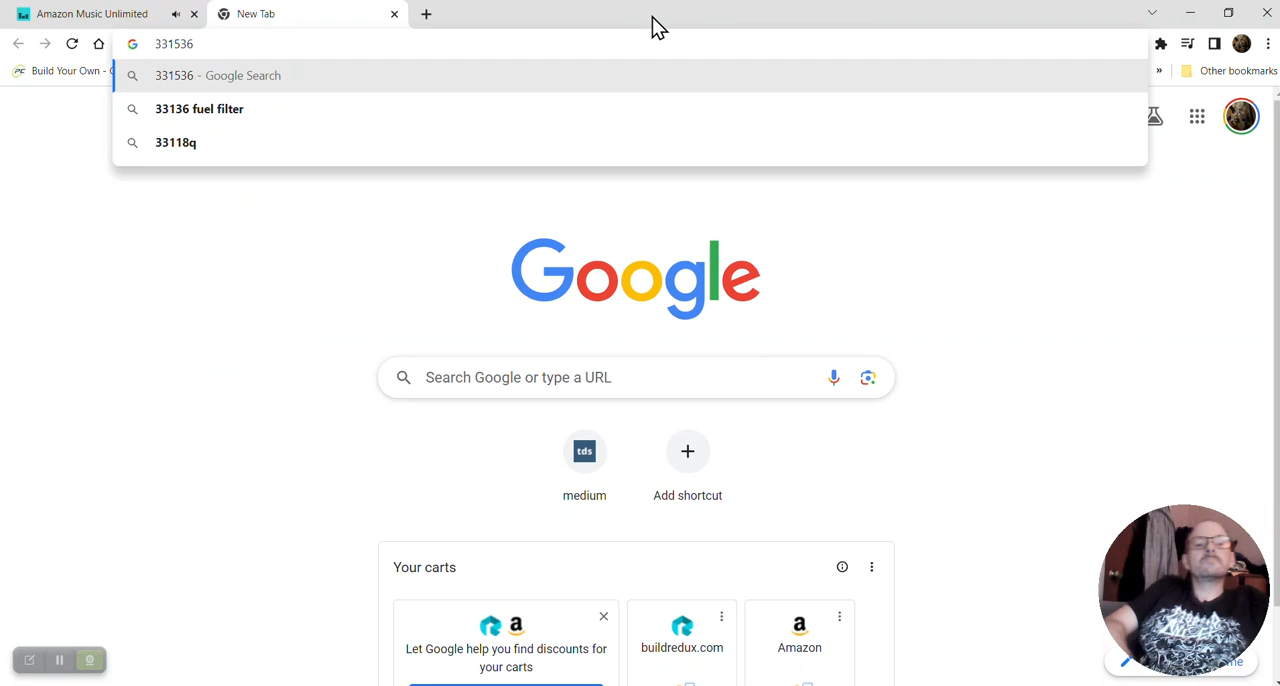 Amazon Music Unlimited
New Tab
331536
Build Your Own - C
»
Other bookmarks
331536 - Google Search
33136 fuel filter
33118q
Google
Search Google or type a URL
tds
medium
Add shortcut
Your carts
Let Google help you find discounts for
your carts
buildredux.com
Amazon
me